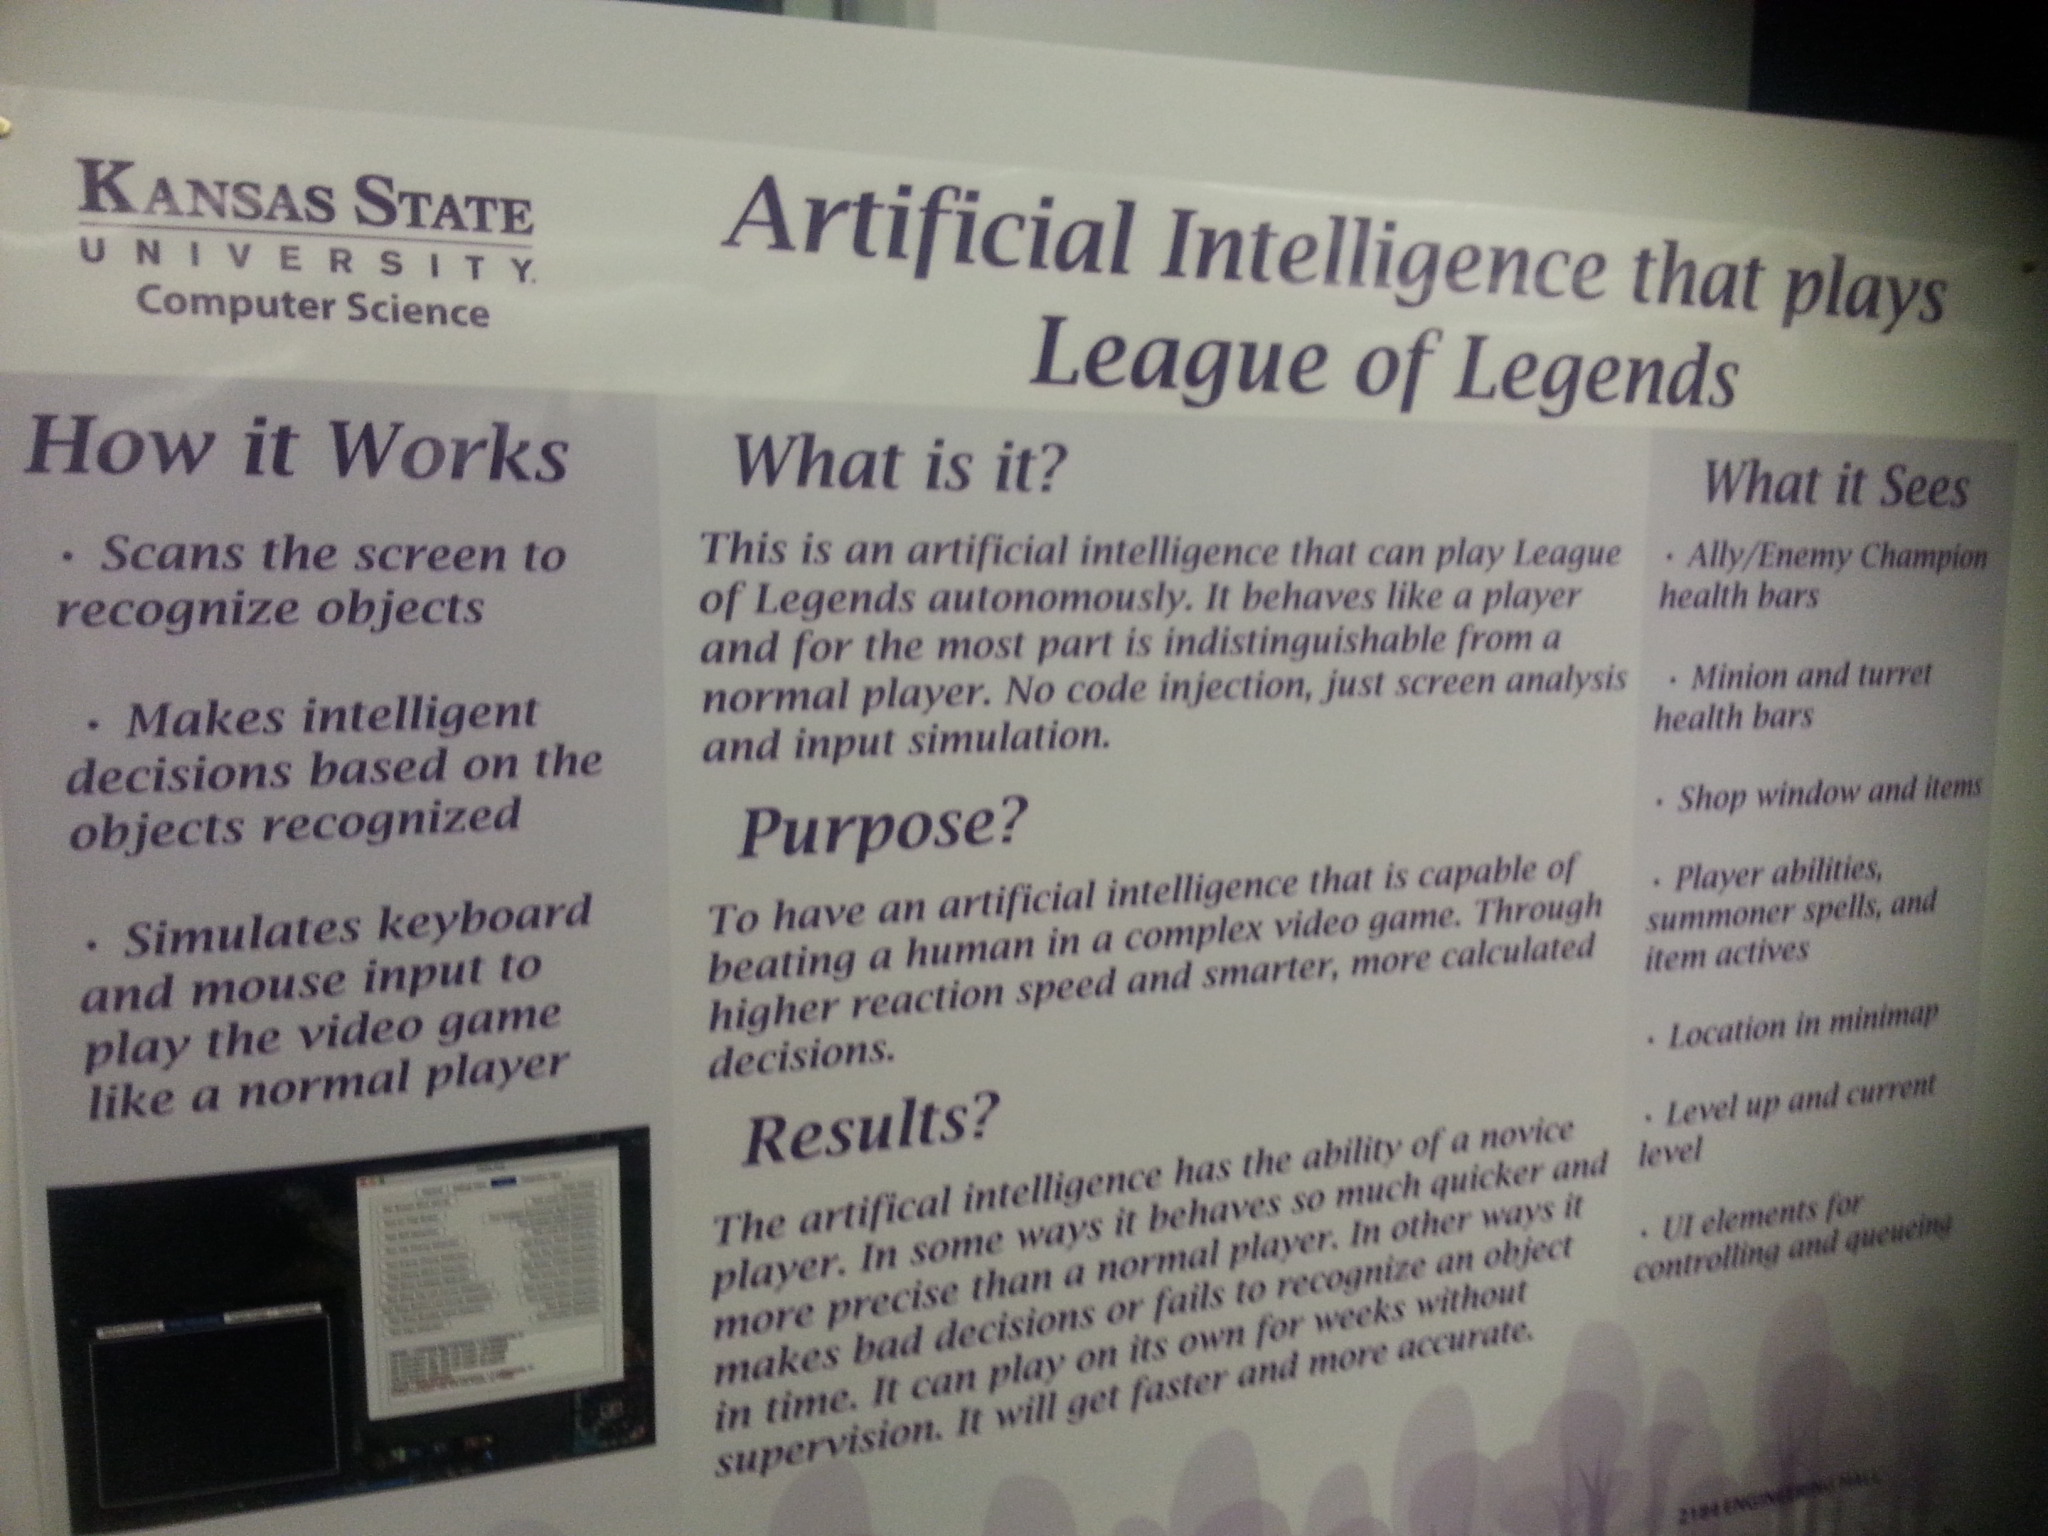 KANSAS STATE
UNIVERSITY.
Computer Science
Artificial Intelligence that plays
League of Legends
How it Works
· Scans the screen to
recognize objects
· Makes intelligent
decisions based on the
objects recognized
· Simulates keyboard
and mouse input to
play the video game
like a normal player
What is it?
This is an artificial intelligence that can play League
of Legends autonomously. It behaves like a player
and for the most part is indistinguishable from a
normal player. No code injection, just screen analysis
and input simulation.
Purpose?
To have an artificial intelligence that is capable of
beating a human in a complex video game. Through
higher reaction speed and smarter, more calculated
decisions.
Results?
The artifical intelligence has the ability of a novice
player. In some ways it behaves so much quicker and
more precise than a normal player. In other ways it
makes bad decisions or fails to recognize an object
in time. It can play on its own for weeks without
supervision. It will get faster and more accurate.
What it Sees
· Ally/Enemy Champion
health bars
· Minion and turret
health bars
· Shop window and items
· Player abilities,
summoner spells, and
item actives
· Location in minimap
· Level up and current
level
· UI elements for
controlling and queueing
2184 ENGINEERING HALL